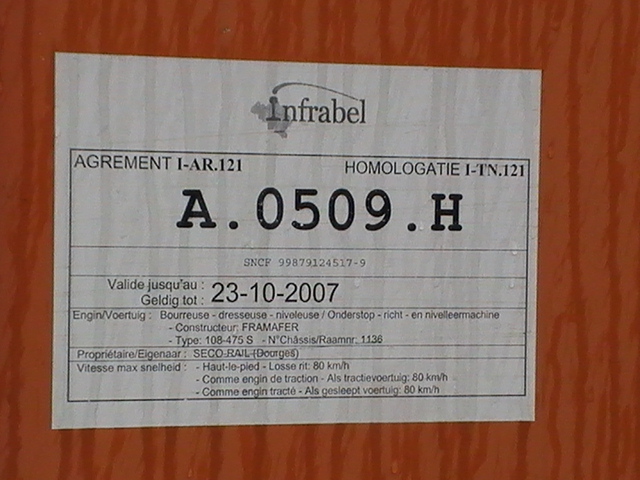 infrabel
AGREMENT I-AR.121 HOMOLOGATIE I-TN.121
A.0509.H
SNCF 99879124517-9
Valide jusqu'au :
Geldig tot : 23-10-2007
Engin/Voertuig : Bourreuse - dresseuse - niveleuse / Onderstop - richt - en nivelleermachine
- Constructeur: FRAMAFER
- Type: 108-475 S - N°Châssis/Raamnr: 1136
Propriétaire/Eigenaar : SECO-RAIL (Dourges)
Vitesse max snelheid : - Haut-le-pied - Losse rit: 80 km/h
- Comme engin de traction - Als tractievoertuig: 80 km/h
- Comme engin tracté - Als gesleept voertuig: 80 km/h